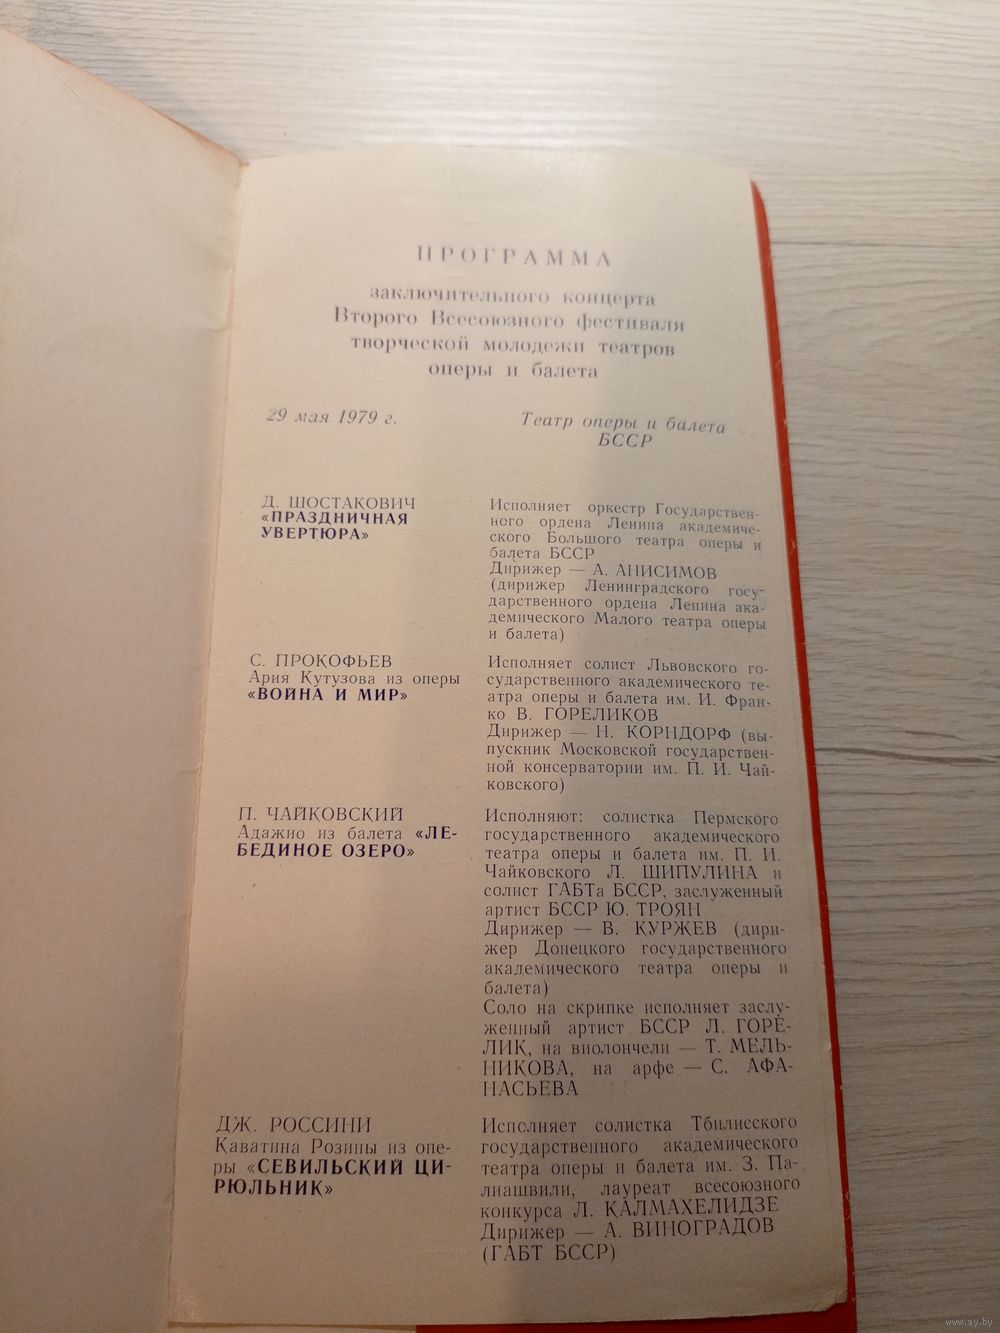 ПРОГРАММА
заключительного концерта
Второго Всесоюзного фестиваля
творческой молодежи театров
оперы и балета
29 мая 1979 г.
Театр оперы и балета
БССР
Д. ШОСТАКОВИЧ
«ПРАЗДНИЧНАЯ
УВЕРТЮРА»
Исполняет оркестр Государствен-
ного ордена Ленина академиче-
ского Большого театра оперы и
балета БССР
Дирижер — А. АНИСИМОВ
(дирижер Ленинградского госу-
дарственного ордена Ленина ака-
демического Малого театра оперы
и балета)
С. ПРОКОФЬЕВ
Ария Кутузова из оперы
«ВОЙНА И МИР»
Исполняет солист Львовского го-
сударственного академического те-
атра оперы и балета им. И. Фран-
ко В. ГОРЕЛИКОВ
Дирижер — Н. КОРНДОРФ (вы-
пускник Московской государствен-
ной консерватории им. П. И. Чай-
ковского)
П. ЧАЙКОВСКИЙ
Адажио из балета «ЛЕ-
БЕДИНОЕ ОЗЕРО»
Исполняют: солистка Пермского
государственного академического
театра оперы и балета им. П. И.
Чайковского Л. ШИПУЛИНА и
солист ГАБТа БССР, заслуженный
артист БССР Ю. ТРОЯН
Дирижер — В. КУРЖЕВ (дири-
жер Донецкого государственного
академического театра оперы и
балета)
Соло на скрипке исполняет заслу-
женный артист БССР Л. ГОРЕ-
ЛИК, на виолончели — Т. МЕЛЬ-
НИКОВА, на арфе — С. АФА-
НАСЬЕВА
ДЖ. РОССИНИ
Каватина Розины из опе-
ры «СЕВИЛЬСКИЙ ЦИ-
РЮЛЬНИК»
Исполняет солистка Тбилисского
государственного академического
театра оперы и балета им. З. Па-
лиашвили, лауреат всесоюзного
конкурса Л. КАЛМАХЕЛИДЗЕ
Дирижер — А. ВИНОГРАДОВ
(ГАБТ БССР)
www.ay.by